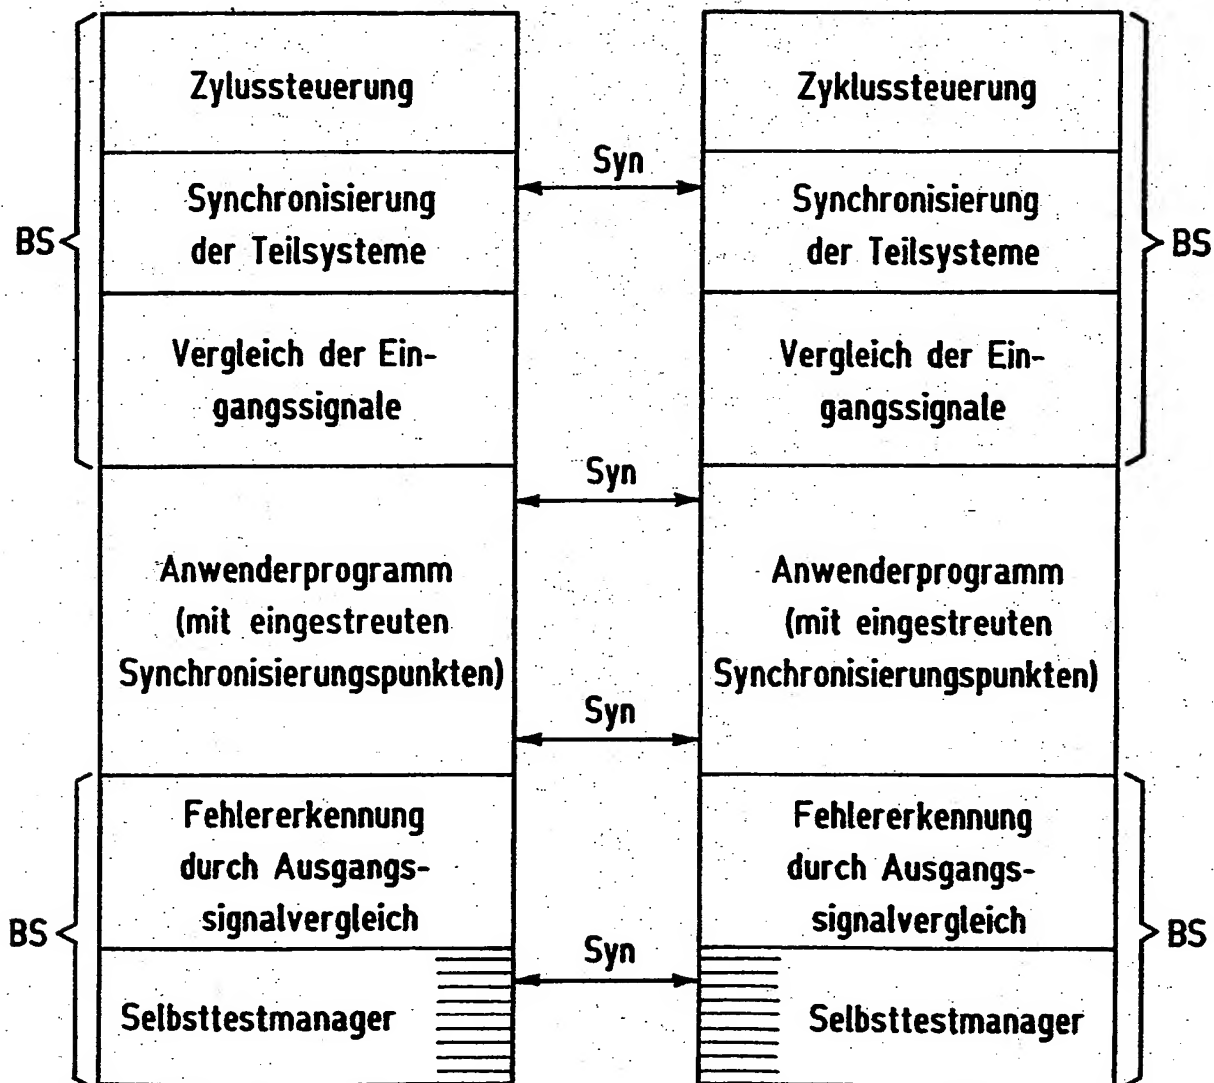 Zylussteuerung
Synchronisierung
der Teilsysteme
BS
Vergleich der Ein-
gangssignale
Anwenderprogramm
(mit eingestreuten
Synchronisierungspunkten)
Fehlererkennung
durch Ausgangs-
signalvergleich
BS
Selbsttestmanager
Syn
Syn
Syn
Syn
Zyklussteuerung
Synchronisierung
der Teilsysteme
BS
Vergleich der Ein-
gangssignale
Anwenderprogramm
(mit eingestreuten
Synchronisierungspunkten)
Fehlererkennung
durch Ausgangs-
signalvergleich
BS
Selbsttestmanager